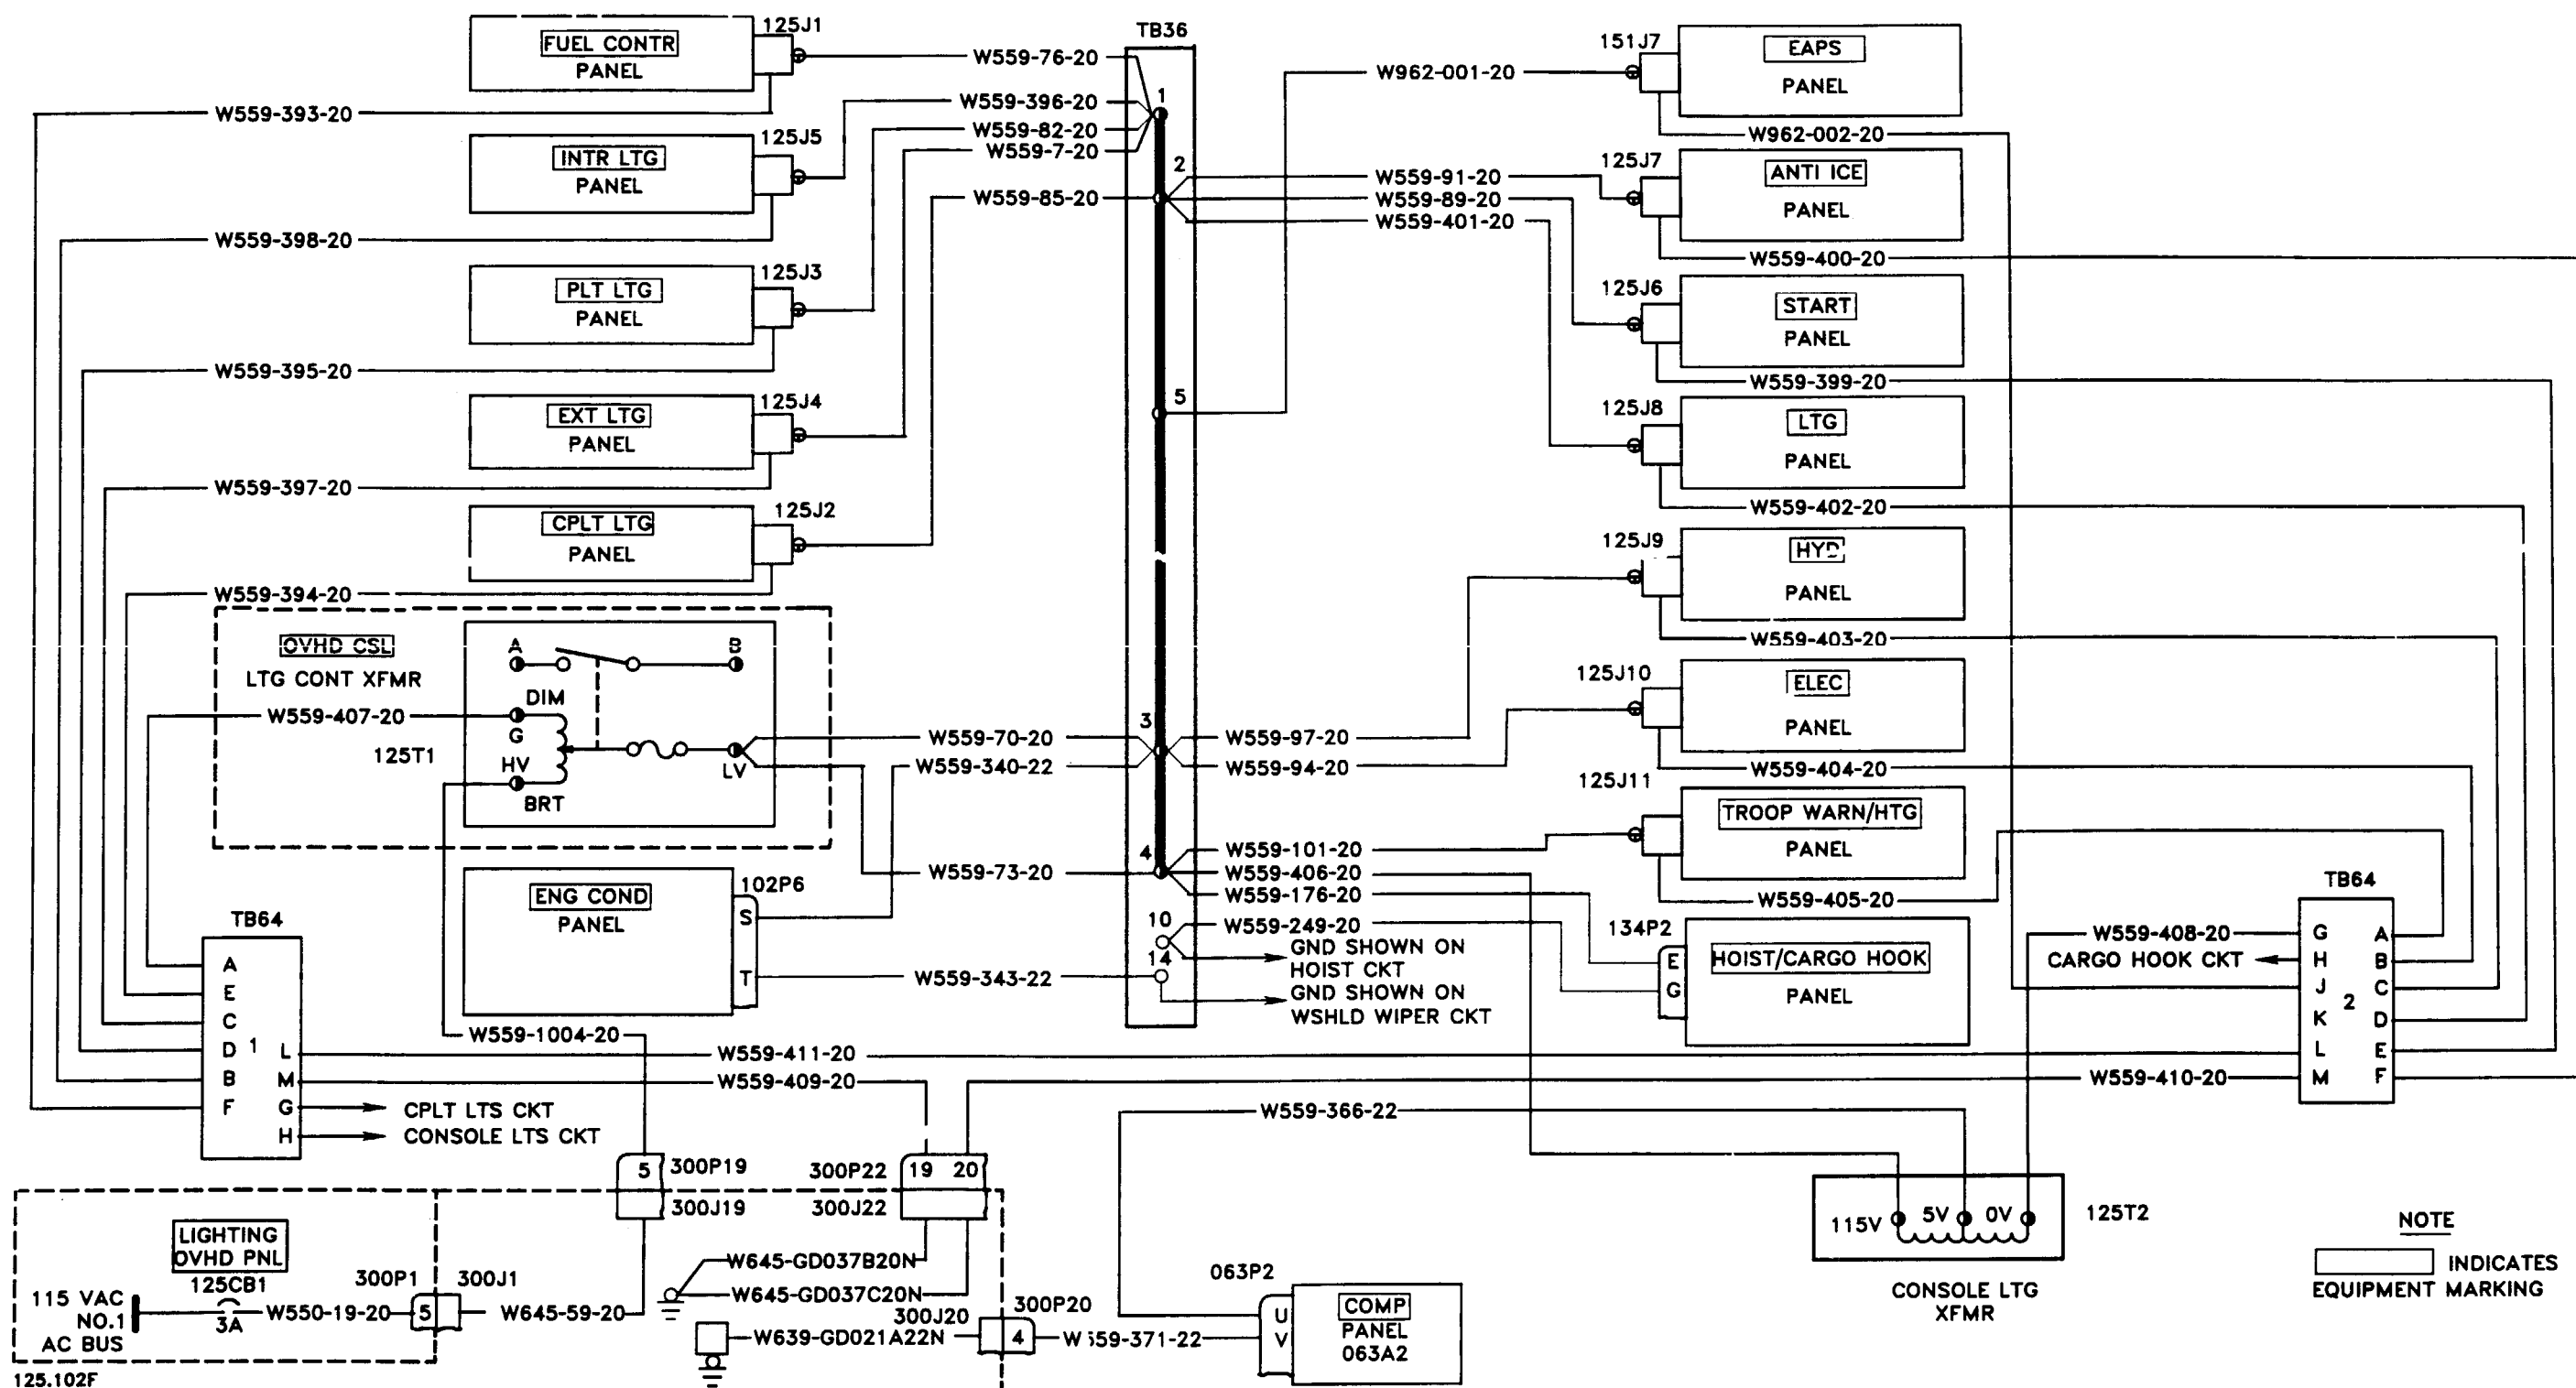 125J1
FUEL CONTR
PANEL
W559-393-20
125J5
INTR LTG
PANEL
W559-398-20
125J3
PLT LTG
PANEL
W559-395-20
125J4
EXT LTG
PANEL
W559-397-20
125J2
CPLT LTG
PANEL
W559-394-20
OVHD CSL
LTG CONT XFMR
W559-407-20
125T1
A
B
DIM
G
HV
BRT
LV
ENG COND
PANEL
102P6
S
T
TB64
A
E
C
D 1 L
B M
F G
H
CPLT LTS CKT
CONSOLE LTS CKT
W559-1004-20
W559-411-20
W559-409-20
TB36
W559-76-20
W559-396-20
W559-82-20
W559-7-20
W559-85-20
1
2
5
3
4
10
14
W559-70-20
W559-340-22
W559-73-20
W559-343-22
W962-001-20
W559-91-20
W559-89-20
W559-401-20
W559-97-20
W559-94-20
W559-101-20
W559-406-20
W559-176-20
W559-249-20
GND SHOWN ON
HOIST CKT
GND SHOWN ON
WSHLD WIPER CKT
151J7
EAPS
PANEL
W962-002-20
125J7
ANTI ICE
PANEL
W559-400-20
125J6
START
PANEL
W559-399-20
125J8
LTG
PANEL
W559-402-20
125J9
HYD
PANEL
W559-403-20
125J10
ELEC
PANEL
W559-404-20
125J11
TROOP WARN/HTG
PANEL
W559-405-20
134P2
E
G
HOIST/CARGO HOOK
PANEL
TB64
W559-408-20
CARGO HOOK CKT
G A
H B
J C
2
K D
L E
M F
W559-410-20
W559-366-22
5 300P19
300J19
300P22 19 20
300J22
LIGHTING
OVHD PNL
125CB1
3A
115 VAC
NO.1
AC BUS
W550-19-20
300P1
5
300J1
W645-59-20
W645-GD037B20N
W645-GD037C20N
300J20
300P20
W639-GD021A22N
4
559-371-22
063P2
U
V
COMP
PANEL
063A2
115V 5V 0V
125T2
CONSOLE LTG
XFMR
NOTE
INDICATES
EQUIPMENT MARKING
125.102F